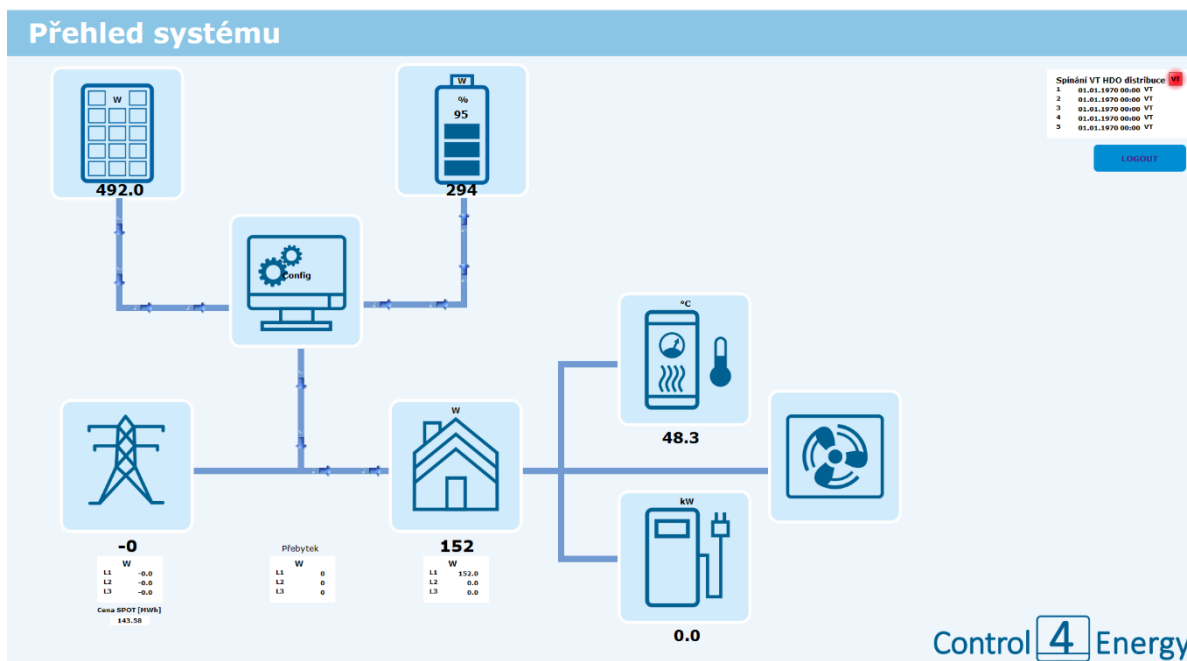 Přehled systému
W
492.0
W
%
95
294
Spínání VT HDO distribuce VT
1 01.01.1970 00:00 VT
2 01.01.1970 00:00 VT
3 01.01.1970 00:00 VT
4 01.01.1970 00:00 VT
5 01.01.1970 00:00 VT
LOGOUT
Config
°C
48.3
W
kW
-0
W
L1 -0.0
L2 -0.0
L3 -0.0
Cena SPOT [MWh]
143.58
Přebytek
W
L1 0
L2 0
L3 0
152
W
L1 152.0
L2 0.0
L3 0.0
0.0
Control 4 Energy